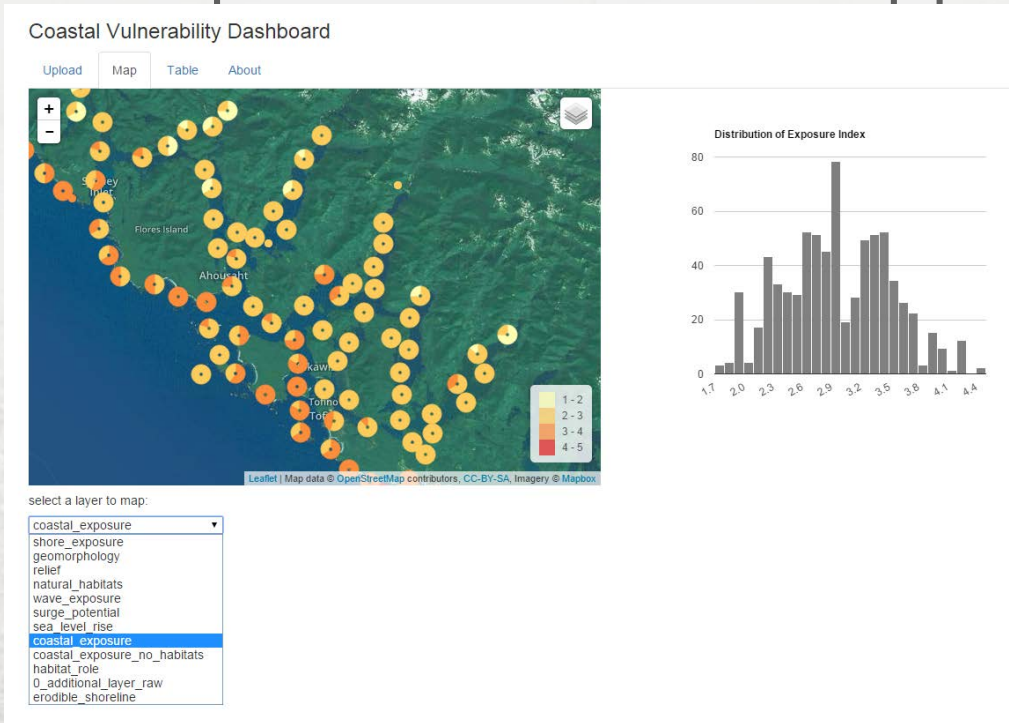 Coastal Vulnerability Dashboard
Upload Map Table About
+
-
Flores Island
Ahousaht
Tofino
1 - 2
2 - 3
3 - 4
4 - 5
Leaflet | Map data © OpenStreetMap contributors, CC-BY-SA, Imagery © Mapbox
Distribution of Exposure Index
80
60
40
20
0
1.7 2.0 2.3 2.6 2.9 3.2 3.5 3.8 4.1 4.4
select a layer to map:
coastal_exposure
shore_exposure
geomorphology
relief
natural_habitats
wave_exposure
surge_potential
sea_level_rise
coastal_exposure
coastal_exposure_no_habitats
habitat_role
0_additional_layer_raw
erodible_shoreline